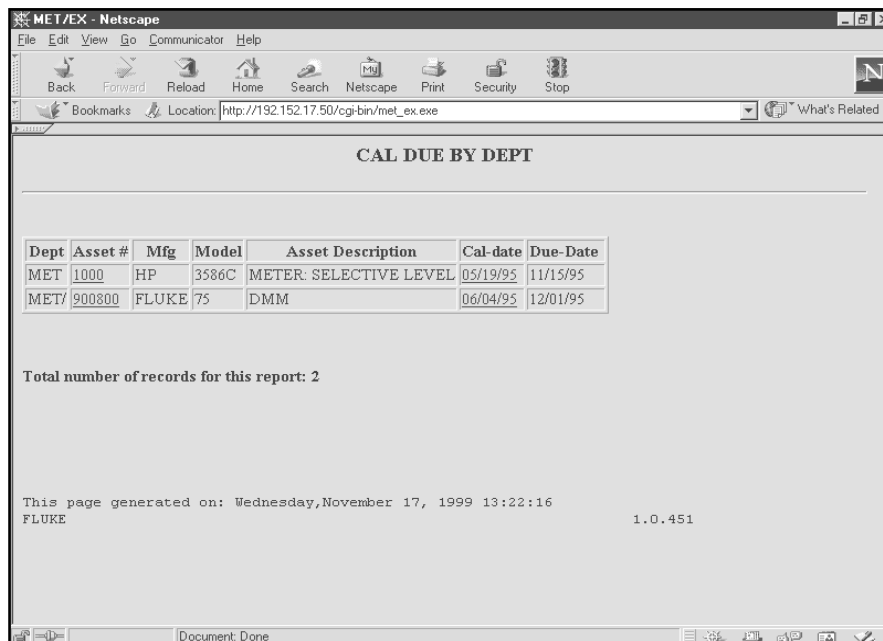 MET/EX - Netscape
File Edit View Go Communicator Help
Back Forward Reload Home Search Netscape Print Security Stop
My
N
Bookmarks Location: http://192.152.17.50/cgi-bin/met_ex.exe What's Related
CAL DUE BY DEPT
Dept Asset # Mfg Model Asset Description Cal-date Due-Date
MET 1000 HP 3586C METER: SELECTIVE LEVEL 05/19/95 11/15/95
MET/ 900800 FLUKE 75 DMM 06/04/95 12/01/95
Total number of records for this report: 2
This page generated on: Wednesday,November 17, 1999 13:22:16
FLUKE 1.0.451
Document: Done